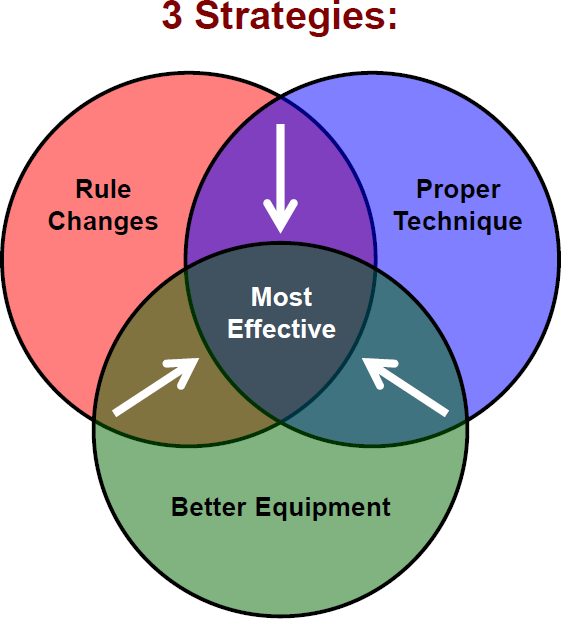 3 Strategies:
Rule
Changes
Proper
Technique
Most
Effective
Better Equipment